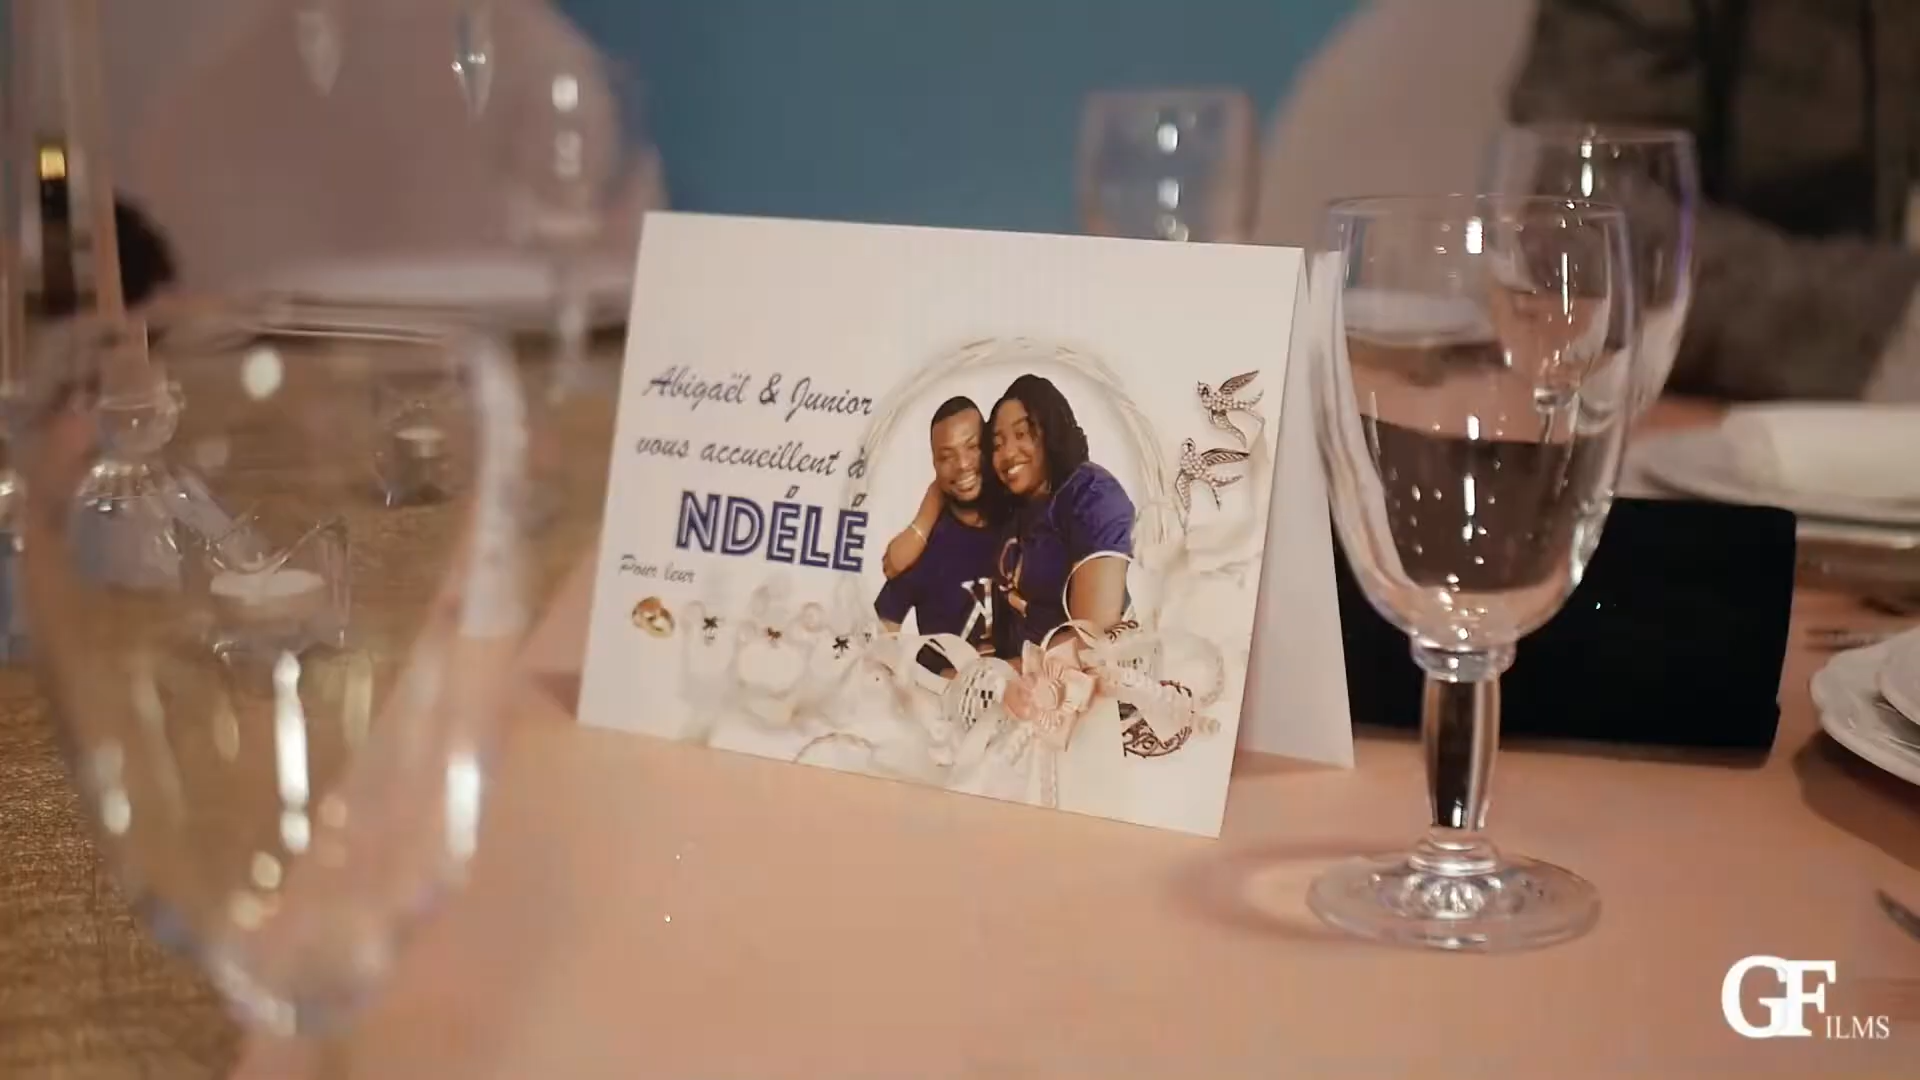 Abigaël & Junior
vous accueillent à
NDÉLÉ
Pour leur
GFILMS